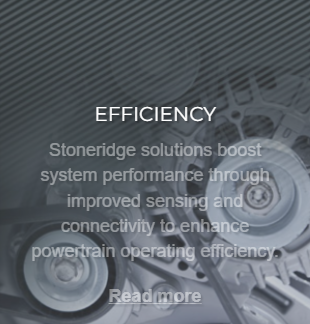 EFFICIENCY
Stoneridge solutions boost
system performance through
improved sensing and
connectivity to enhance
powertrain operating efficiency.
Read more